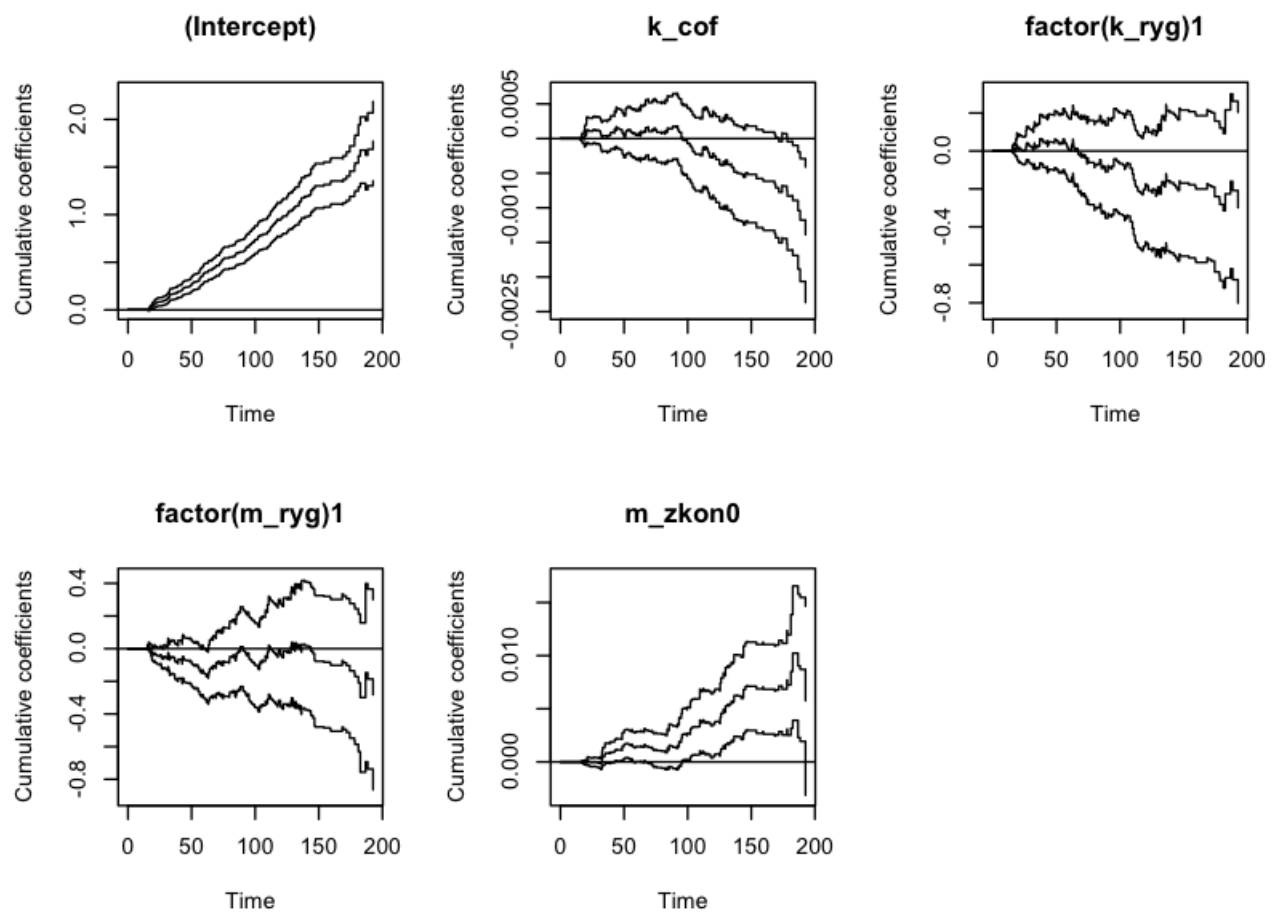 (Intercept)
k_cof
factor(k_ryg)1
Cumulative coefficients
0.0 1.0 2.0
0 50 100 150 200
Time
Cumulative coefficients
-0.0025 -0.0010 0.0005
0 50 100 150 200
Time
Cumulative coefficients
-0.8 -0.4 0.0
0 50 100 150 200
Time
factor(m_ryg)1
m_zkon0
Cumulative coefficients
-0.8 -0.4 0.0 0.4
0 50 100 150 200
Time
Cumulative coefficients
0.000 0.010
0 50 100 150 200
Time